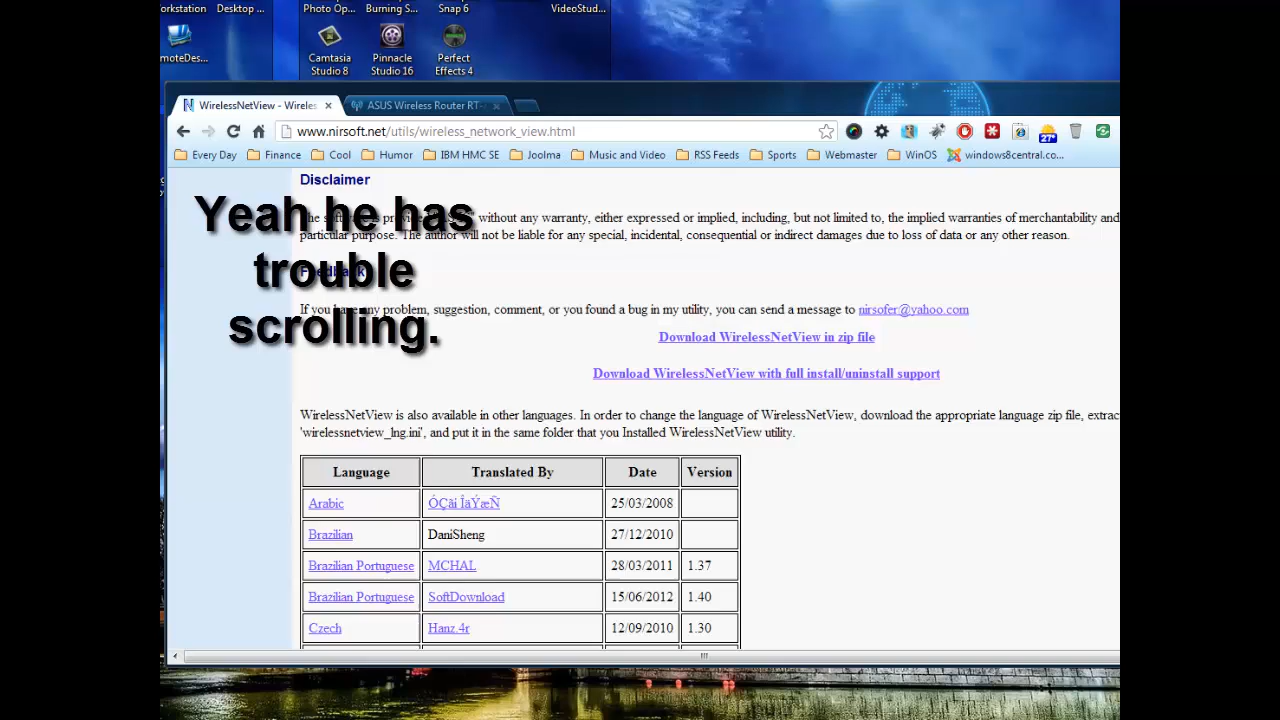 orkstation Desktop ... Photo Op... Burning S... Snap 6 VideoStud...
moteDes... Camtasia Studio 8 Pinnacle Studio 16 Perfect Effects 4
WirelessNetView - Wireles × ASUS Wireless Router RT- ×
www.nirsoft.net/utils/wireless_network_view.html
27°
Every Day Finance Cool Humor IBM HMC SE Joolma Music and Video RSS Feeds Sports Webmaster WinOS windows8central.co...
Disclaimer
Yeah he has
trouble
scrolling.
The software is provided "AS IS" without any warranty, either expressed or implied, including, but not limited to, the implied warranties of merchantability and
particular purpose. The author will not be liable for any special, incidental, consequential or indirect damages due to loss of data or any other reason.
Feedback
If you have any problem, suggestion, comment, or you found a bug in my utility, you can send a message to nirsofer@yahoo.com
Download WirelessNetView in zip file
Download WirelessNetView with full install/uninstall support
WirelessNetView is also available in other languages. In order to change the language of WirelessNetView, download the appropriate language zip file, extrac
'wirelessnetview_lng.ini', and put it in the same folder that you Installed WirelessNetView utility.
Language Translated By Date Version
Arabic ÓÇãí ÎäÝæÑ 25/03/2008
Brazilian DaniSheng 27/12/2010
Brazilian Portuguese MCHAL 28/03/2011 1.37
Brazilian Portuguese SoftDownload 15/06/2012 1.40
Czech Hanz.4r 12/09/2010 1.30